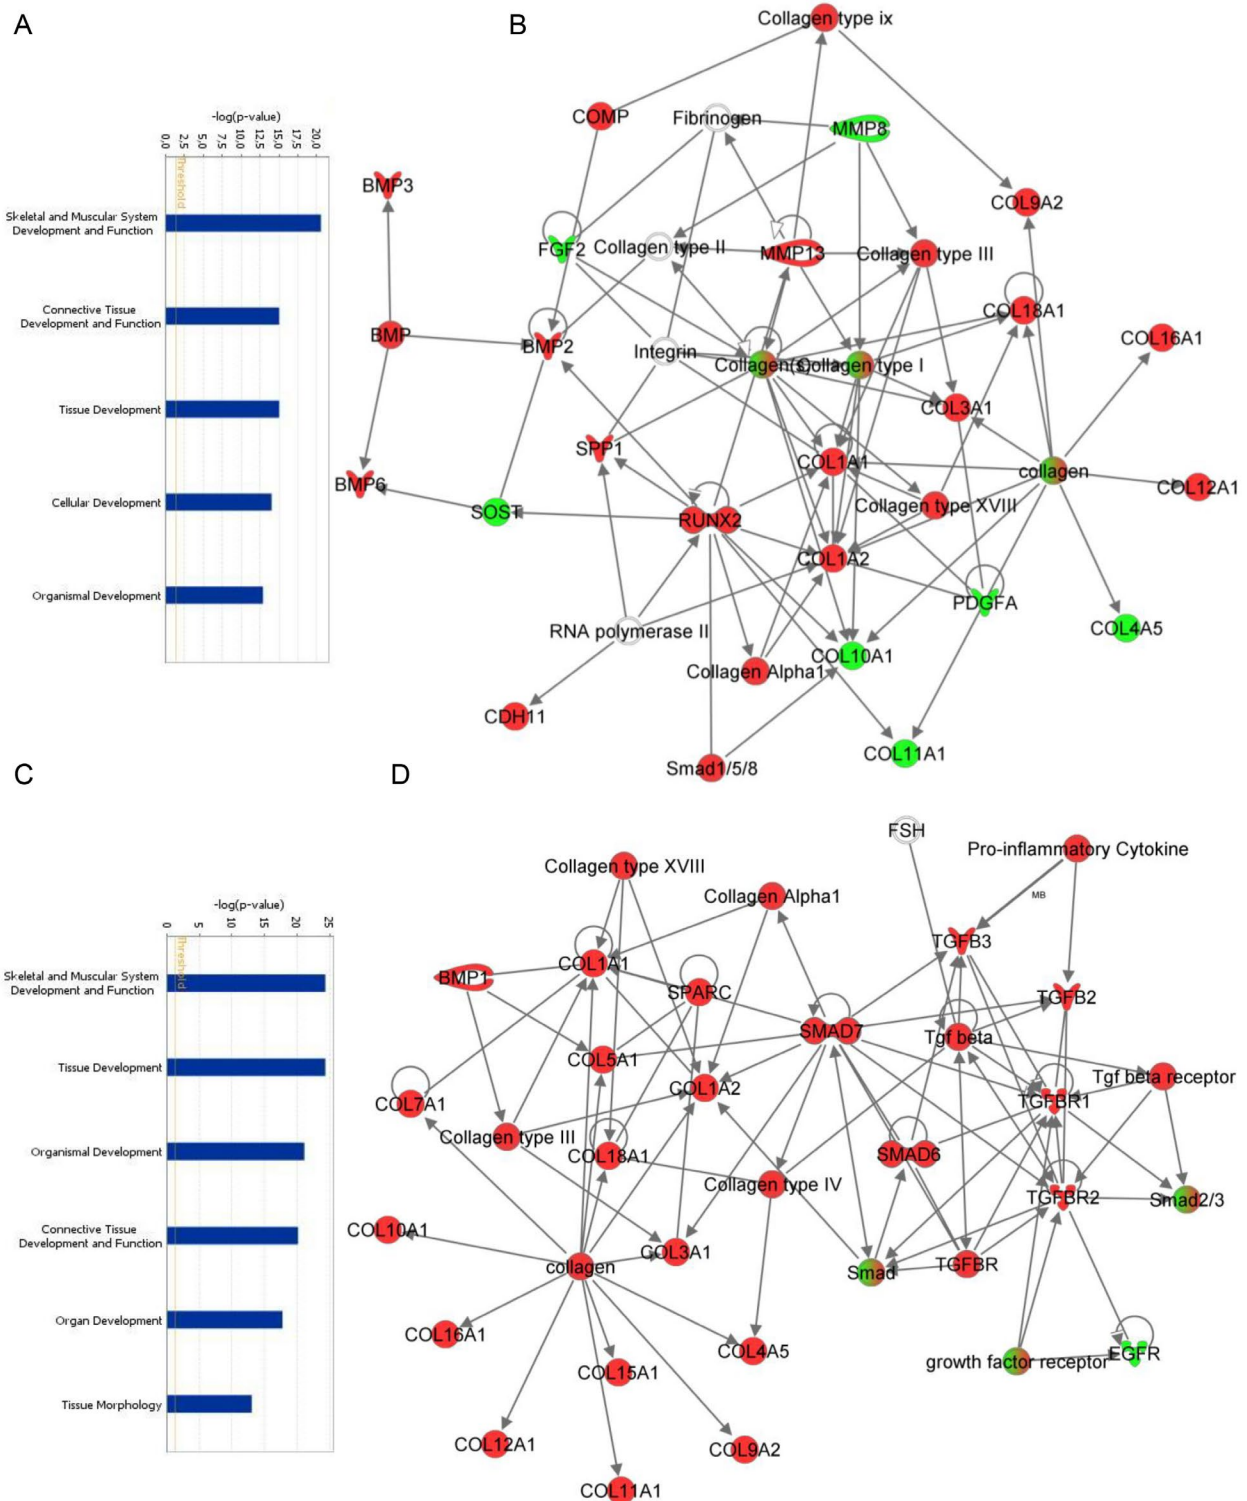 A
B
-log(p-value)
0.0
2.5
5.0
7.5
10.0
12.5
15.0
17.5
20.0
Threshold
Skeletal and Muscular System
Development and Function
Connective Tissue
Development and Function
Tissue Development
Cellular Development
Organismal Development
Collagen type ix
COMP
Fibrinogen
MMP8
BMP3
COL9A2
FGF2
Collagen type II
MMP13
Collagen type III
COL18A1
BMP
BMP2
Integrin
Collagen(s)
Collagen type I
COL16A1
COL3A1
SPP1
COL1A1
collagen
BMP6
SOST
RUNX2
Collagen type XVIII
COL12A1
COL1A2
PDGFA
RNA polymerase II
COL4A5
Collagen Alpha1
COL10A1
CDH11
COL11A1
Smad1/5/8
C
D
-log(p-value)
0
5
10
15
20
25
Threshold
Skeletal and Muscular System
Development and Function
Tissue Development
Organismal Development
Connective Tissue
Development and Function
Organ Development
Tissue Morphology
FSH
Pro-inflammatory Cytokine
Collagen type XVIII
Collagen Alpha1
MB
TGFB3
BMP1
COL1A1
SPARC
TGFB2
SMAD7
Tgf beta
COL5A1
COL1A2
Tgf beta receptor
COL7A1
TGFBR1
Collagen type III
COL18A1
SMAD6
Collagen type IV
TGFBR2
Smad2/3
COL10A1
COL3A1
collagen
Smad
TGFBR
COL16A1
COL4A5
growth factor receptor
EGFR
COL15A1
COL12A1
COL9A2
COL11A1